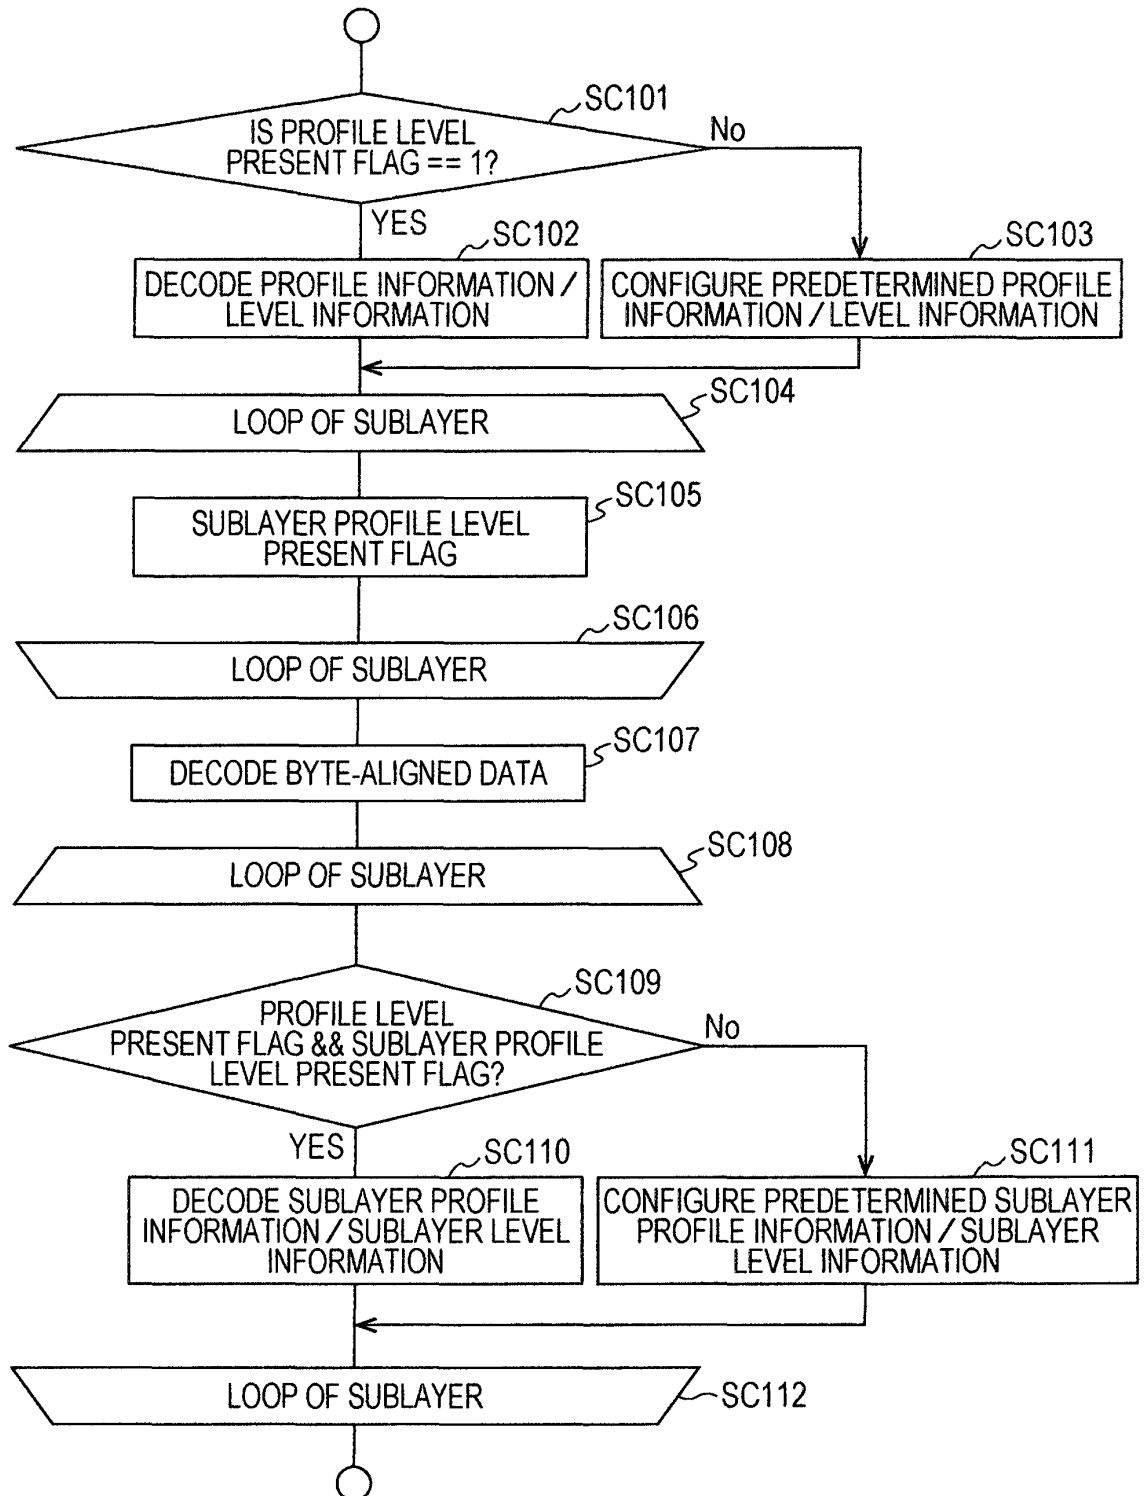 SC101
IS PROFILE LEVEL
PRESENT FLAG == 1?
No
YES
SC102
DECODE PROFILE INFORMATION /
LEVEL INFORMATION
SC103
CONFIGURE PREDETERMINED PROFILE
INFORMATION / LEVEL INFORMATION
SC104
LOOP OF SUBLAYER
SC105
SUBLAYER PROFILE LEVEL
PRESENT FLAG
SC106
LOOP OF SUBLAYER
SC107
DECODE BYTE-ALIGNED DATA
SC108
LOOP OF SUBLAYER
SC109
PROFILE LEVEL
PRESENT FLAG && SUBLAYER PROFILE
LEVEL PRESENT FLAG?
No
YES
SC110
DECODE SUBLAYER PROFILE
INFORMATION / SUBLAYER LEVEL
INFORMATION
SC111
CONFIGURE PREDETERMINED SUBLAYER
PROFILE INFORMATION / SUBLAYER
LEVEL INFORMATION
LOOP OF SUBLAYER
SC112